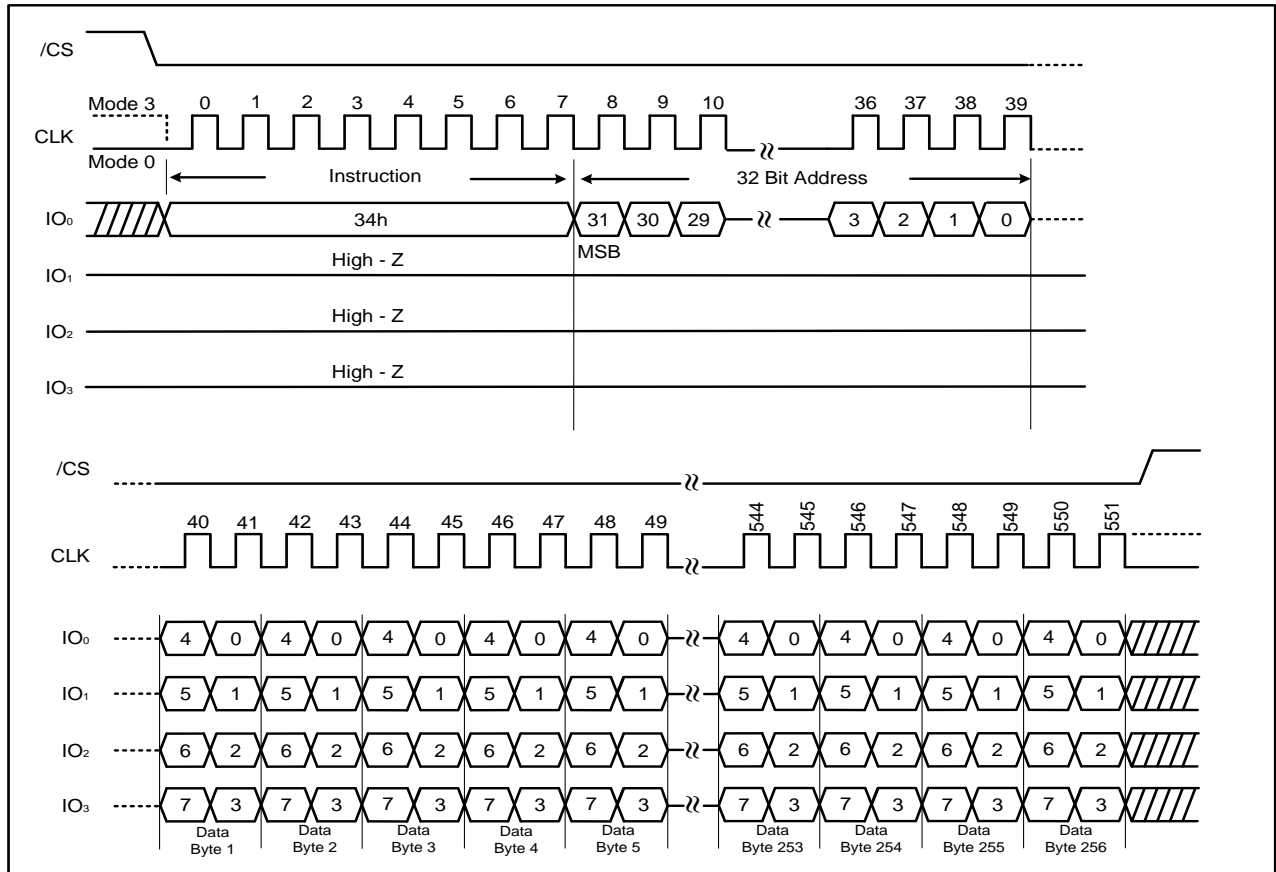 /CS
Mode 3
0 1 2 3 4 5 6 7 8 9 10 36 37 38 39
CLK
Mode 0
Instruction
32 Bit Address
IO₀
34h
31 30 29 3 2 1 0
MSB
High - Z
IO₁
High - Z
IO₂
High - Z
IO₃
/CS
40 41 42 43 44 45 46 47 48 49 544 545 546 547 548 549 550 551
CLK
IO₀ 4 0 4 0 4 0 4 0 4 0 4 0 4 0 4 0 4 0
IO₁ 5 1 5 1 5 1 5 1 5 1 5 1 5 1 5 1 5 1
IO₂ 6 2 6 2 6 2 6 2 6 2 6 2 6 2 6 2 6 2
IO₃ 7 3 7 3 7 3 7 3 7 3 7 3 7 3 7 3 7 3
Data Data Data Data Data Data Data Data Data
Byte 1 Byte 2 Byte 3 Byte 4 Byte 5 Byte 253 Byte 254 Byte 255 Byte 256